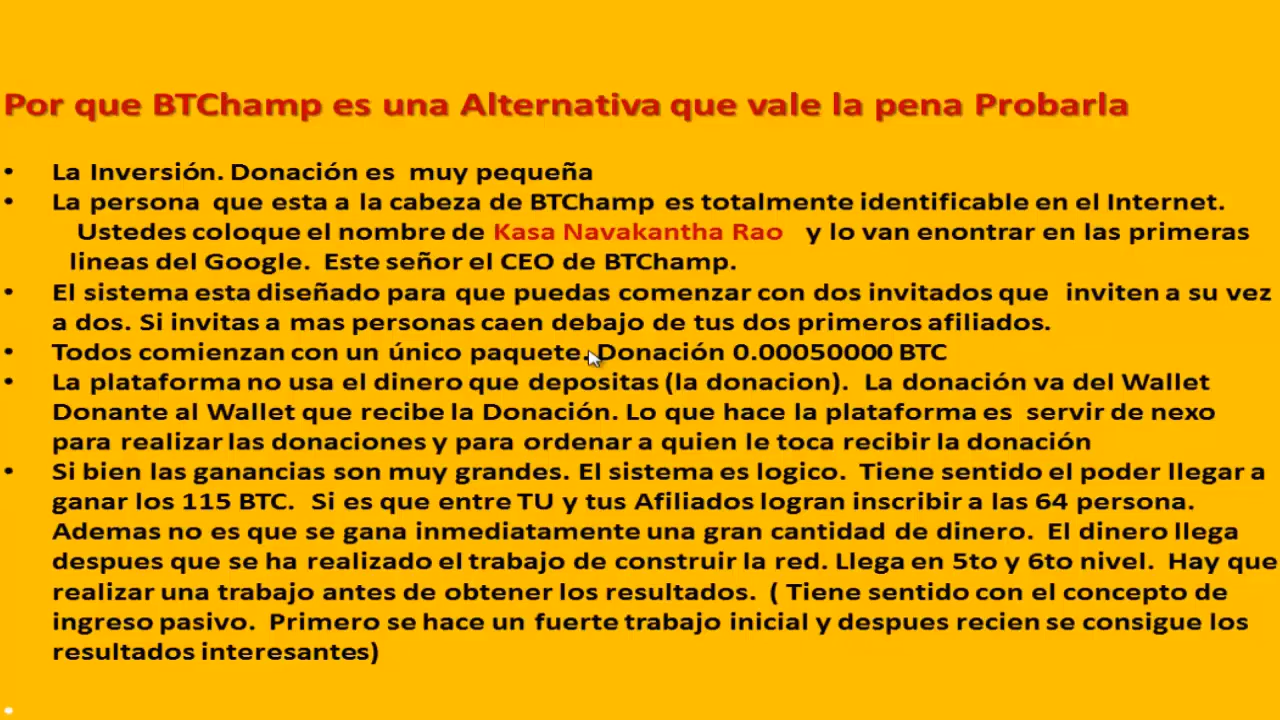 Por que BTChamp es una Alternativa que vale la pena Probarla
• La Inversión. Donación es muy pequeña
• La persona que esta a la cabeza de BTChamp es totalmente identificable en el Internet.
Ustedes coloque el nombre de Kasa Navakantha Rao y lo van enontrar en las primeras
lineas del Google. Este señor el CEO de BTChamp.
• El sistema esta diseñado para que puedas comenzar con dos invitados que inviten a su vez
a dos. Si invitas a mas personas caen debajo de tus dos primeros afiliados.
• Todos comienzan con un único paquete. Donación 0.00050000 BTC
• La plataforma no usa el dinero que depositas (la donacion). La donación va del Wallet
Donante al Wallet que recibe la Donación. Lo que hace la plataforma es servir de nexo
para realizar las donaciones y para ordenar a quien le toca recibir la donación
• Si bien las ganancias son muy grandes. El sistema es logico. Tiene sentido el poder llegar a
ganar los 115 BTC. Si es que entre TU y tus Afiliados logran inscribir a las 64 persona.
Ademas no es que se gana inmediatamente una gran cantidad de dinero. El dinero llega
despues que se ha realizado el trabajo de construir la red. Llega en 5to y 6to nivel. Hay que
realizar una trabajo antes de obtener los resultados. ( Tiene sentido con el concepto de
ingreso pasivo. Primero se hace un fuerte trabajo inicial y despues recien se consigue los
resultados interesantes)
•